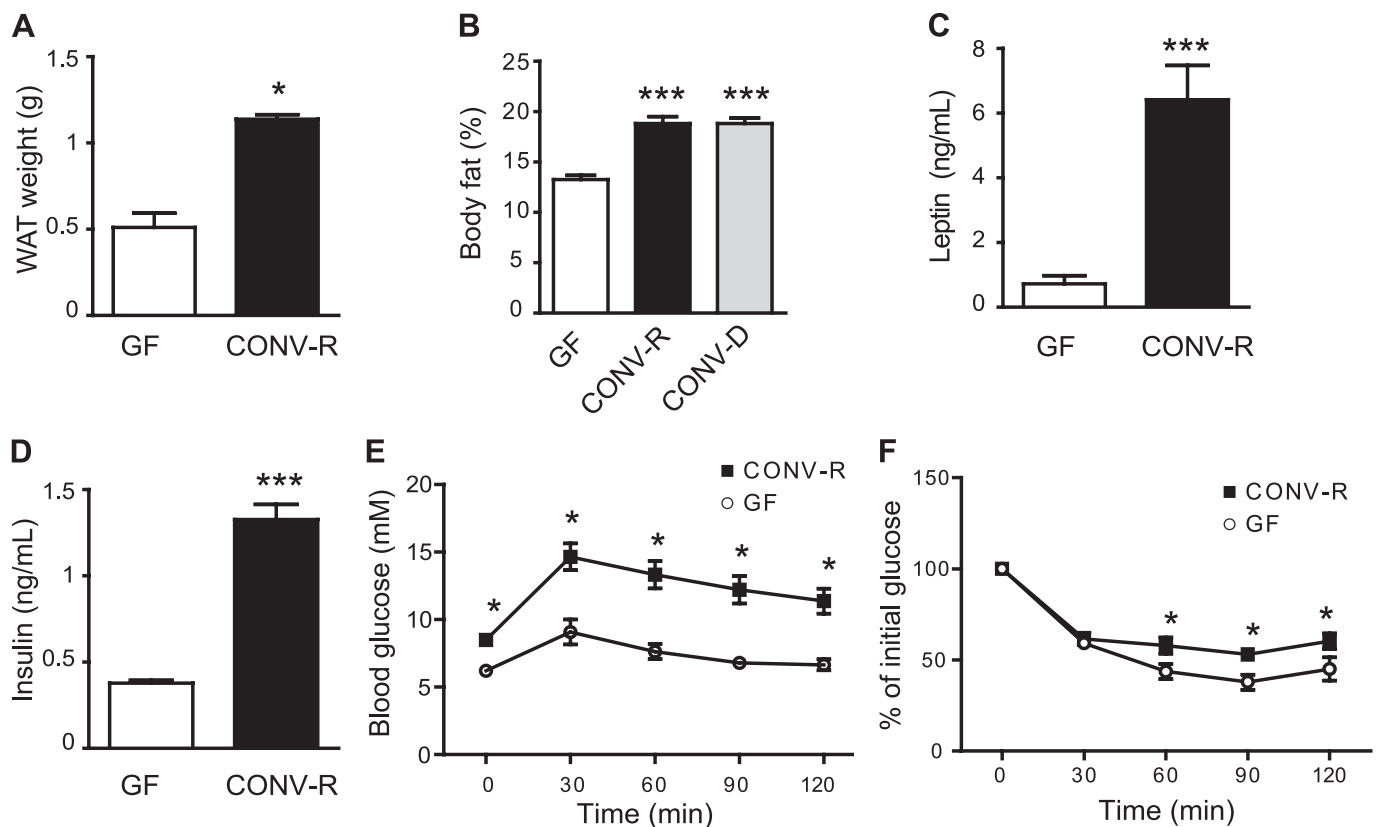 A
WAT weight (g)
1.5
1
0.5
0
*
GF
CONV-R
B
Body fat (%)
25
20
15
10
5
0
***
***
GF
CONV-R
CONV-D
C
Leptin (ng/mL)
8
6
4
2
0
***
GF
CONV-R
D
Insulin (ng/mL)
1.5
1
0.5
0
***
GF
CONV-R
E
Blood glucose (mM)
20
15
10
5
0
CONV-R
GF
*
*
*
*
*
0
30
60
90
120
Time (min)
F
% of initial glucose
150
100
50
0
CONV-R
GF
*
*
*
0
30
60
90
120
Time (min)